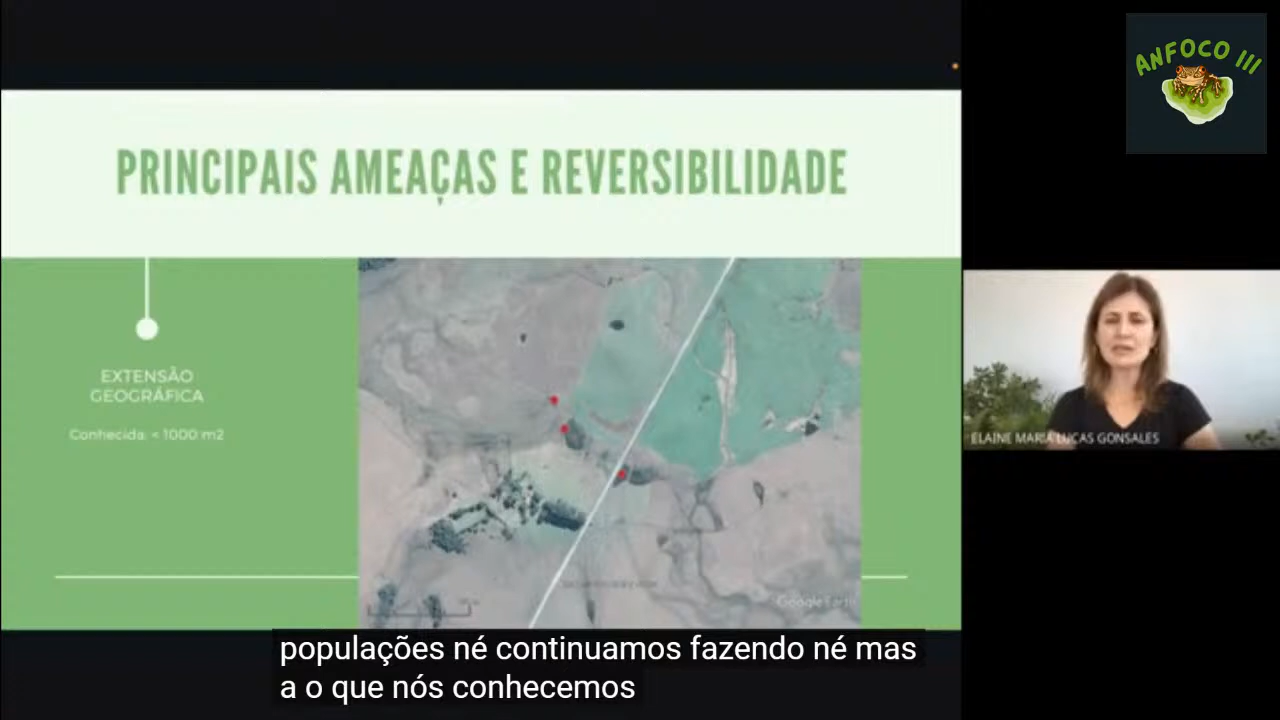 ANFOCO III
PRINCIPAIS AMEAÇAS E REVERSIBILIDADE
EXTENSÃO
GEOGRÁFICA
Conhecida: < 1000 m2
Google Earth
ELAINE MARIA LUCAS GONSALES
populações né continuamos fazendo né mas
a o que nós conhecemos